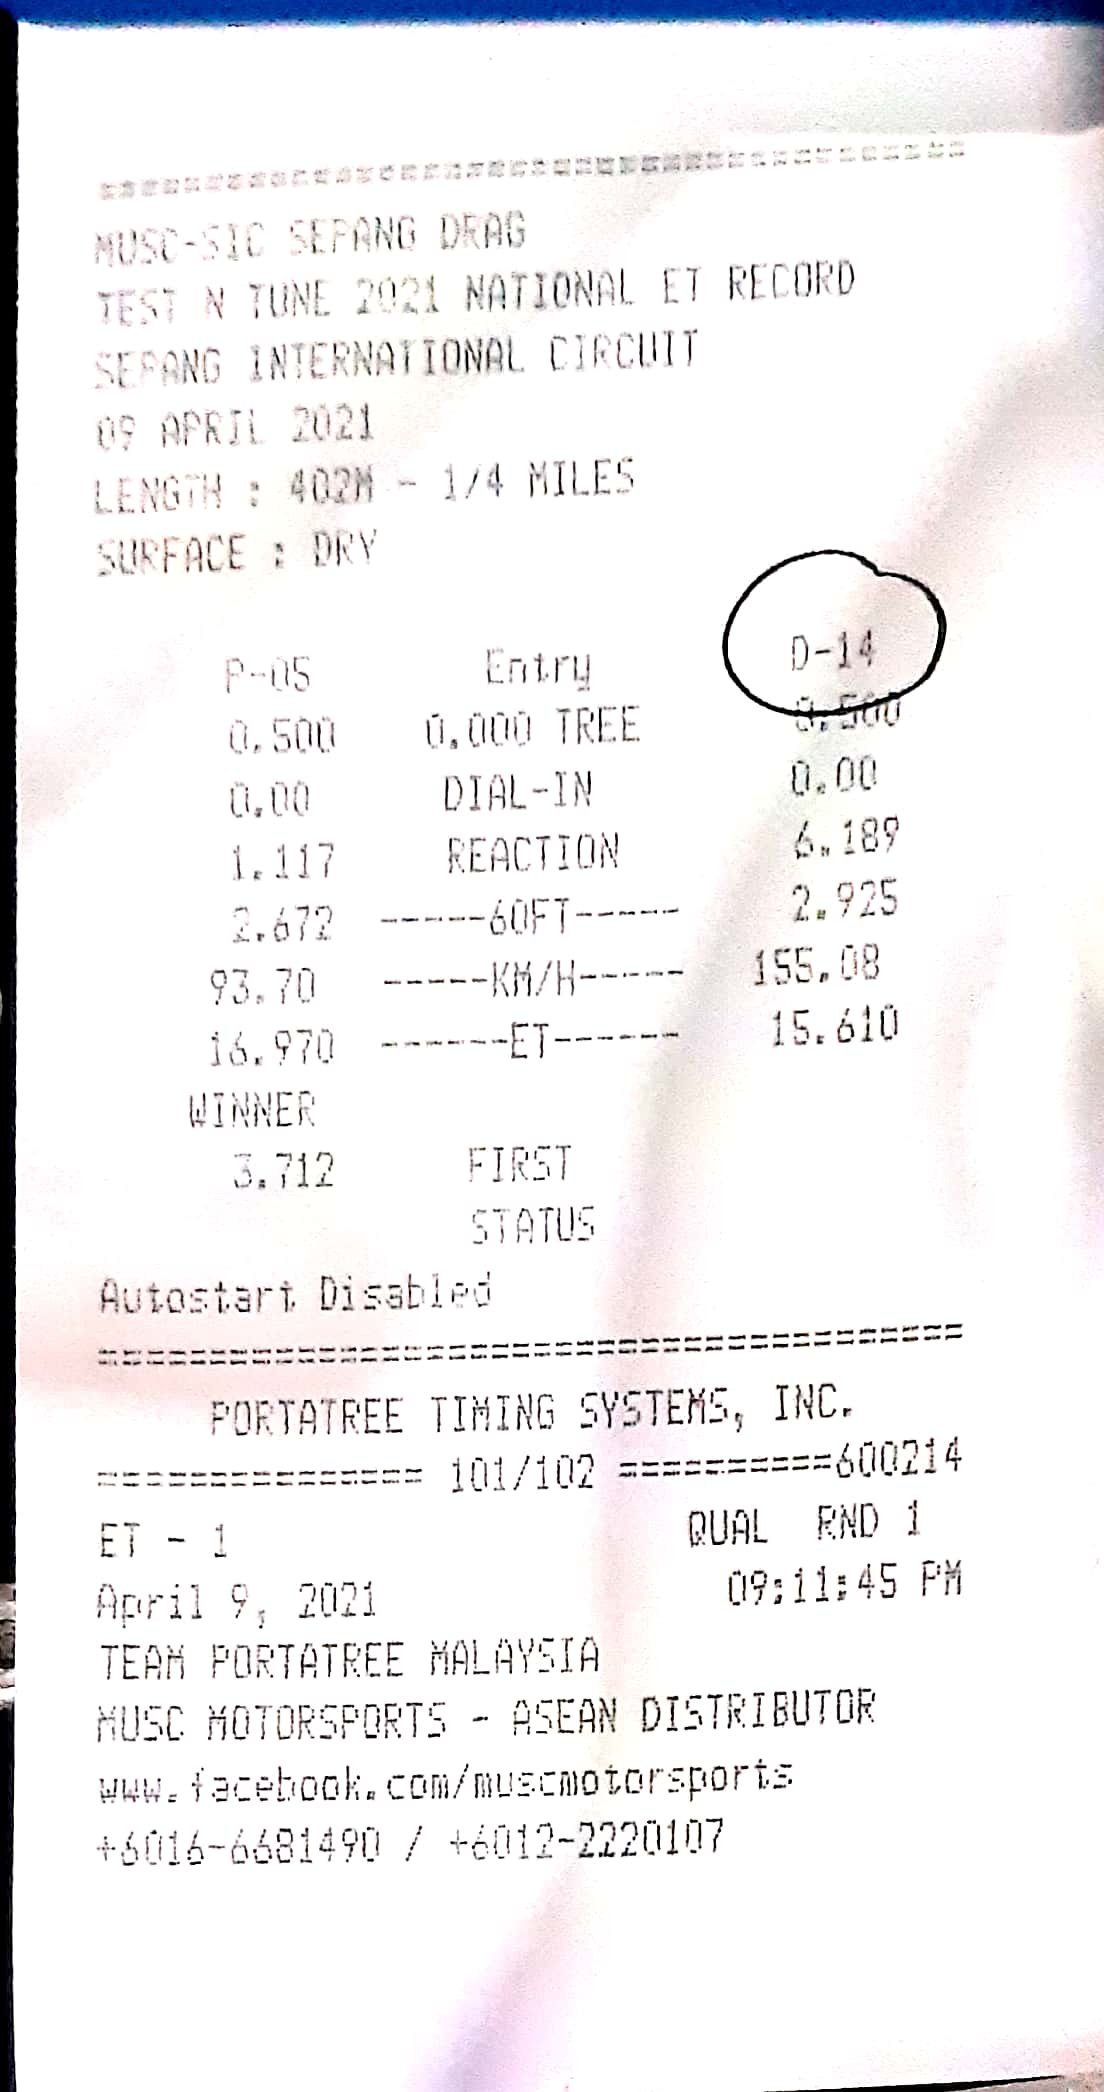 ========================================
MUSC-SIC SEPANG DRAG
TEST N TUNE 2021 NATIONAL ET RECORD
SEPANG INTERNATIONAL CIRCUIT
09 APRIL 2021
LENGTH : 402M - 1/4 MILES
SURFACE : DRY
P-05 Entry D-14
0.500 0.000 TREE 0.500
0.00 DIAL-IN 0.00
1.117 REACTION 6.189
2.672 -----60FT----- 2.925
93.70 -----KM/H----- 155.08
16.970 ------ET------ 15.610
WINNER
3.712 FIRST
STATUS
Autostart Disabled
========================================
PORTATREE TIMING SYSTEMS, INC.
=============== 101/102 ==========600214
ET - 1 QUAL RND 1
April 9, 2021 09:11:45 PM
TEAM PORTATREE MALAYSIA
MUSC MOTORSPORTS - ASEAN DISTRIBUTOR
www.facebook.com/muscmotorsports
+6016-6681490 / +6012-2220107